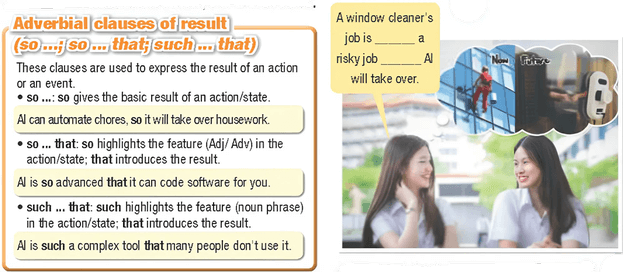 Adverbial clauses of result
(so ...; so ... that; such ... that)
These clauses are used to express the result of an action
or an event.
• so ...: so gives the basic result of an action/state.
AI can automate chores, so it will take over housework.
• so ... that: so highlights the feature (Adj/ Adv) in the
action/state; that introduces the result.
AI is so advanced that it can code software for you.
• such ... that: such highlights the feature (noun phrase)
in the action/state; that introduces the result.
AI is such a complex tool that many people don't use it.
A window cleaner's
job is ______ a
risky job ______ AI
will take over.
Now Future